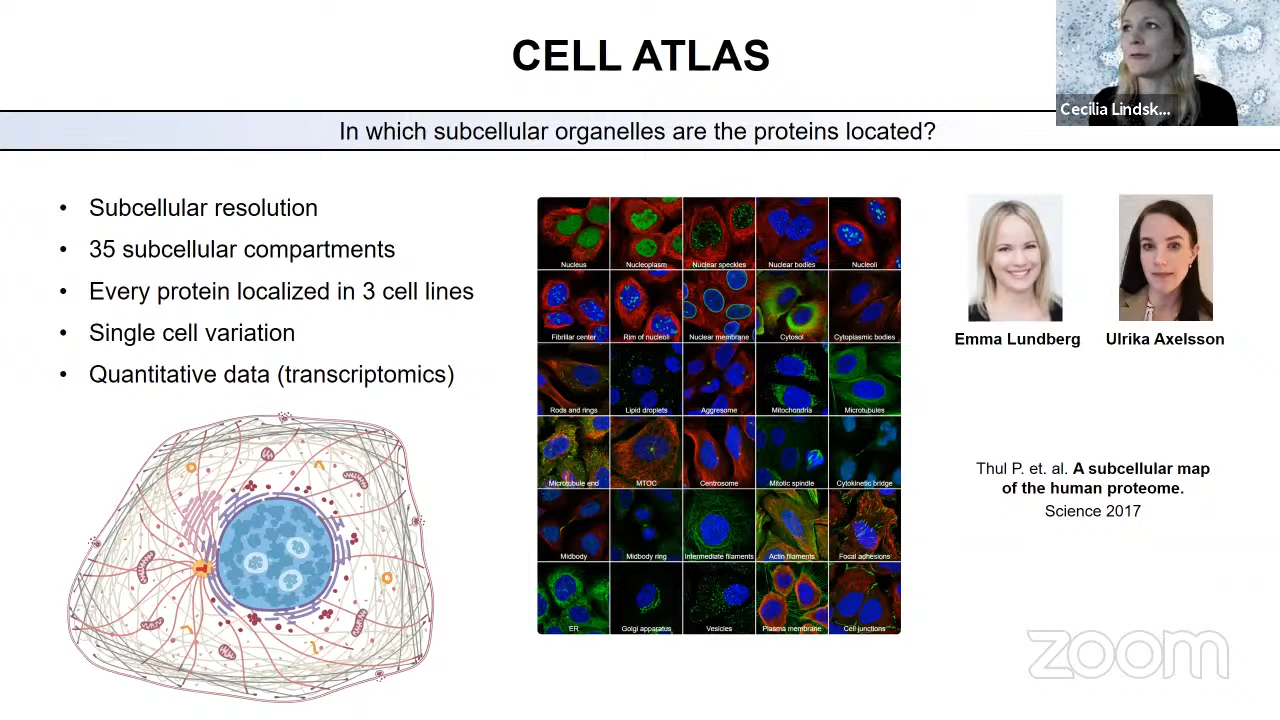 CELL ATLAS
Cecilia Lindsk...
In which subcellular organelles are the proteins located?
• Subcellular resolution
• 35 subcellular compartments
• Every protein localized in 3 cell lines
• Single cell variation
• Quantitative data (transcriptomics)
Nucleus Nucleoplasm Nuclear speckles Nuclear bodies Nucleoli
Fibrillar center Rim of nucleoli Nuclear membrane Cytosol Cytoplasmic bodies
Rods and rings Lipid droplets Aggresome Mitochondria Microtubules
Microtubule end MTOC Centrosome Mitotic spindle Cytokinetic bridge
Midbody Midbody ring Intermediate filaments Actin filaments Focal adhesions
ER Golgi apparatus Vesicles Plasma membrane Cell junctions
Emma Lundberg Ulrika Axelsson
Thul P. et. al. A subcellular map
of the human proteome.
Science 2017
zoom